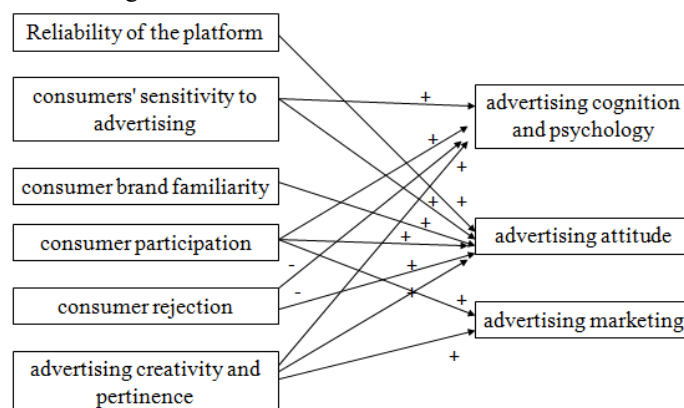 Reliability of the platform
consumers' sensitivity to
advertising
consumer brand familiarity
consumer participation
consumer rejection
advertising creativity and
pertinence
+
+
+
+
+
+
+
-
+
-
+
+
+
advertising cognition
and psychology
advertising attitude
advertising marketing